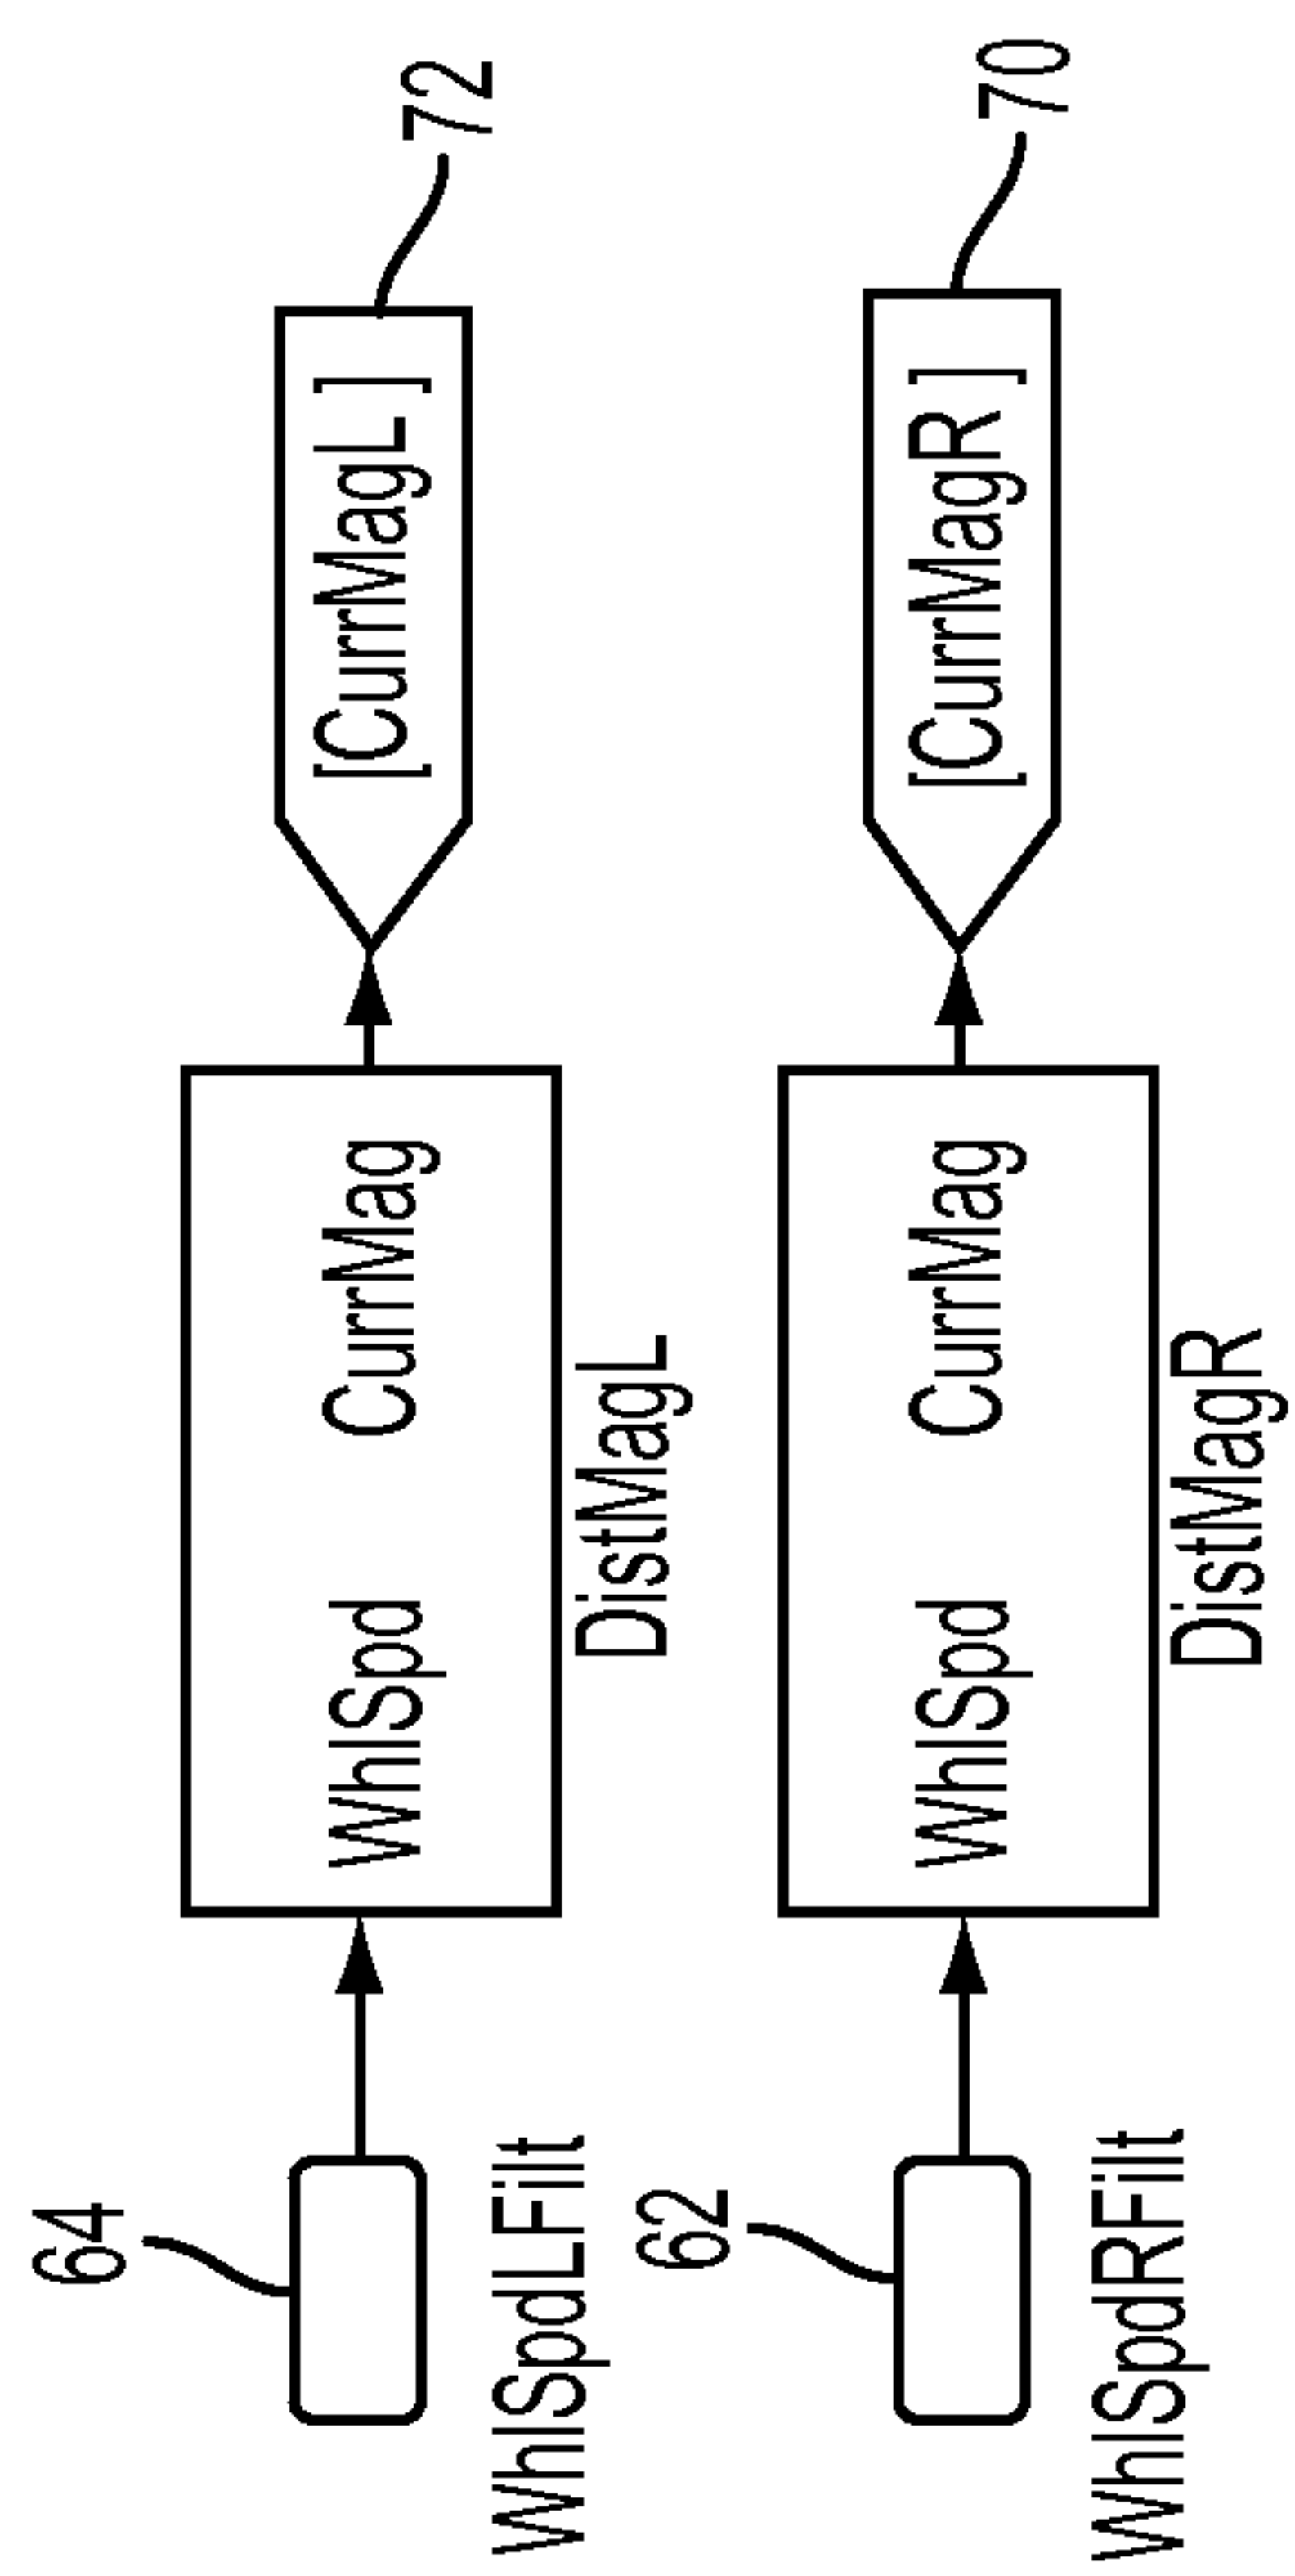 64
WhlSpdLFilt
WhlSpd
CurrMag
DistMagL
[CurrMagL ]
72
62
WhlSpdRFilt
WhlSpd
CurrMag
DistMagR
[CurrMagR ]
70